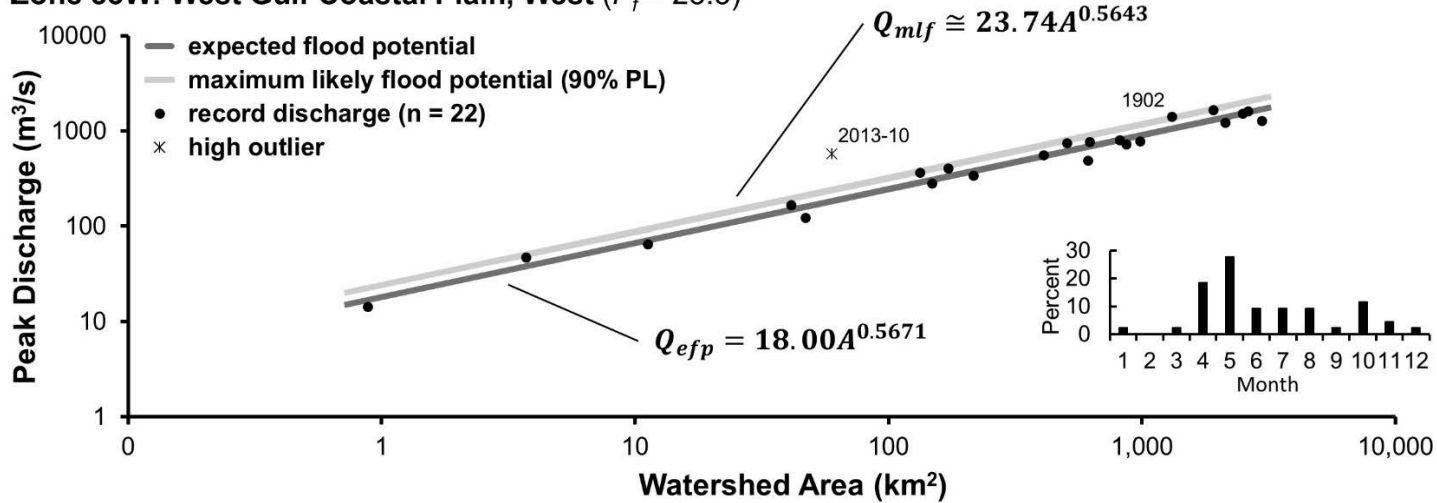 Zone 36W: West Gulf Coastal Plain, West
expected flood potential
maximum likely flood potential (90% PL)
record discharge (n = 22)
high outlier
Q_mlf ≅ 23.74A^0.5643
1902
2013-10
Q_efp = 18.00A^0.5671
Peak Discharge (m³/s)
10000
1000
100
10
1
0
1
10
100
1,000
10,000
Watershed Area (km²)
Percent
30
20
10
0
1 2 3 4 5 6 7 8 9 10 11 12
Month